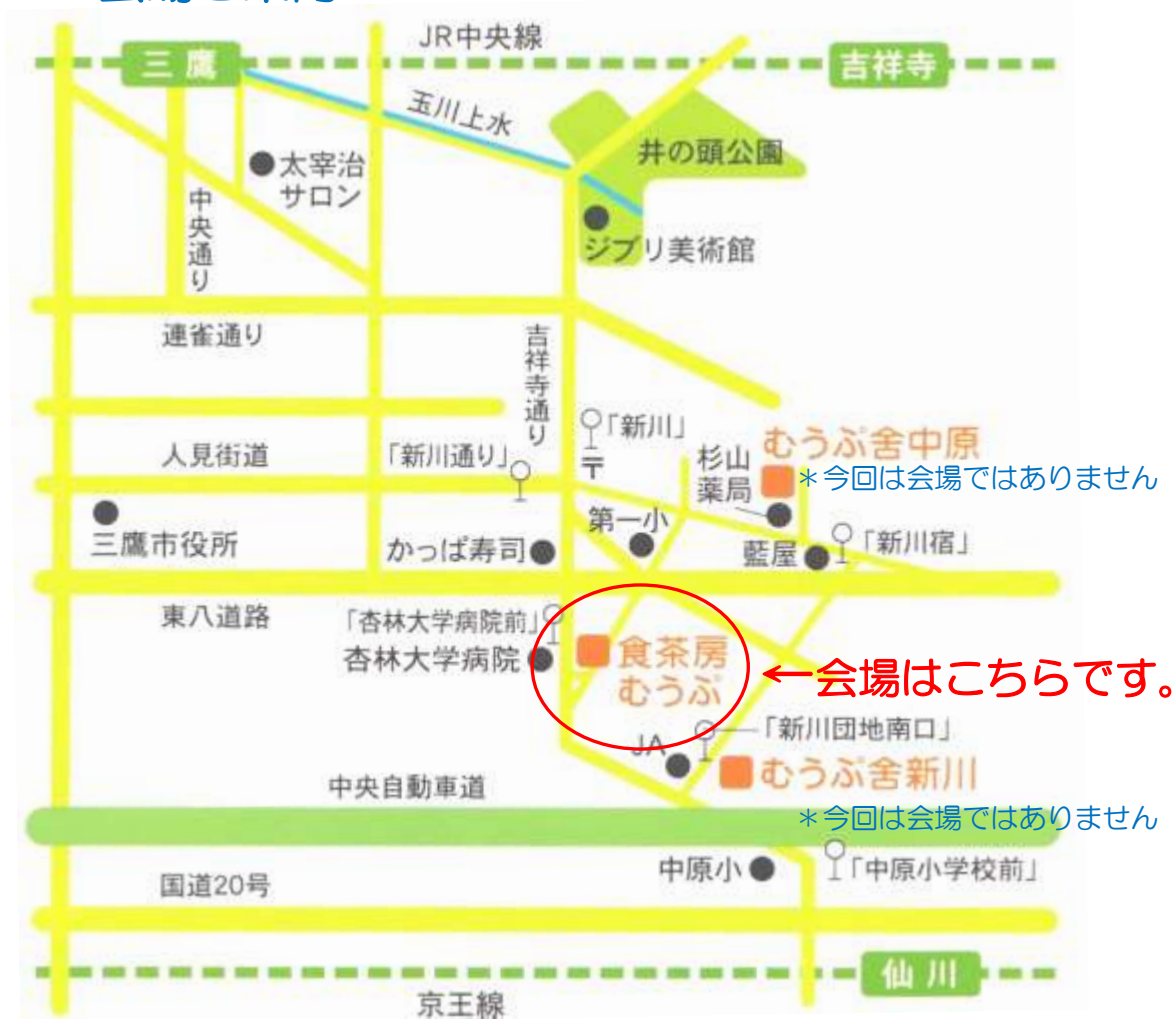 JR中央線
三鷹
吉祥寺
玉川上水
井の頭公園
太宰治
サロン
中央通り
ジブリ美術館
連雀通り
吉祥寺通り
「新川」
むうぷ舎中原
人見街道
「新川通り」
〒
杉山
薬局
＊今回は会場ではありません
三鷹市役所
かっぱ寿司
第一小
藍屋
「新川宿」
東八道路
「杏林大学病院前」
杏林大学病院
食茶房
むうぷ
←会場はこちらです。
JA
「新川団地南口」
むうぷ舎新川
中央自動車道
＊今回は会場ではありません
中原小
「中原小学校前」
国道20号
仙川
京王線